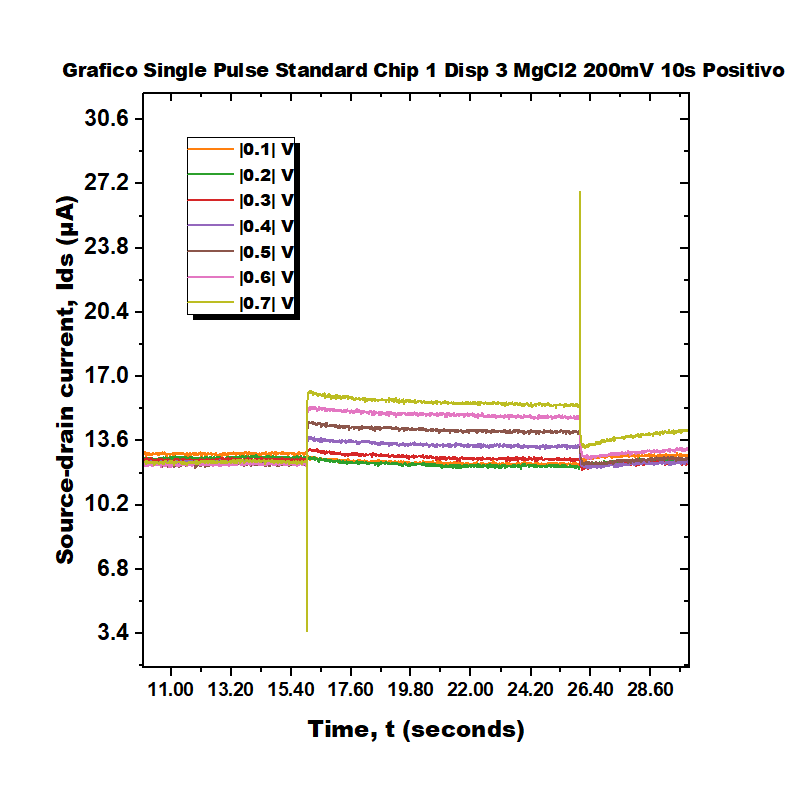 Grafico Single Pulse Standard Chip 1 Disp 3 MgCl2 200mV 10s Positivo
Source-drain current, Ids (µA)
30.6
27.2
23.8
20.4
17.0
13.6
10.2
6.8
3.4
|0.1| V
|0.2| V
|0.3| V
|0.4| V
|0.5| V
|0.6| V
|0.7| V
11.00 13.20 15.40 17.60 19.80 22.00 24.20 26.40 28.60
Time, t (seconds)